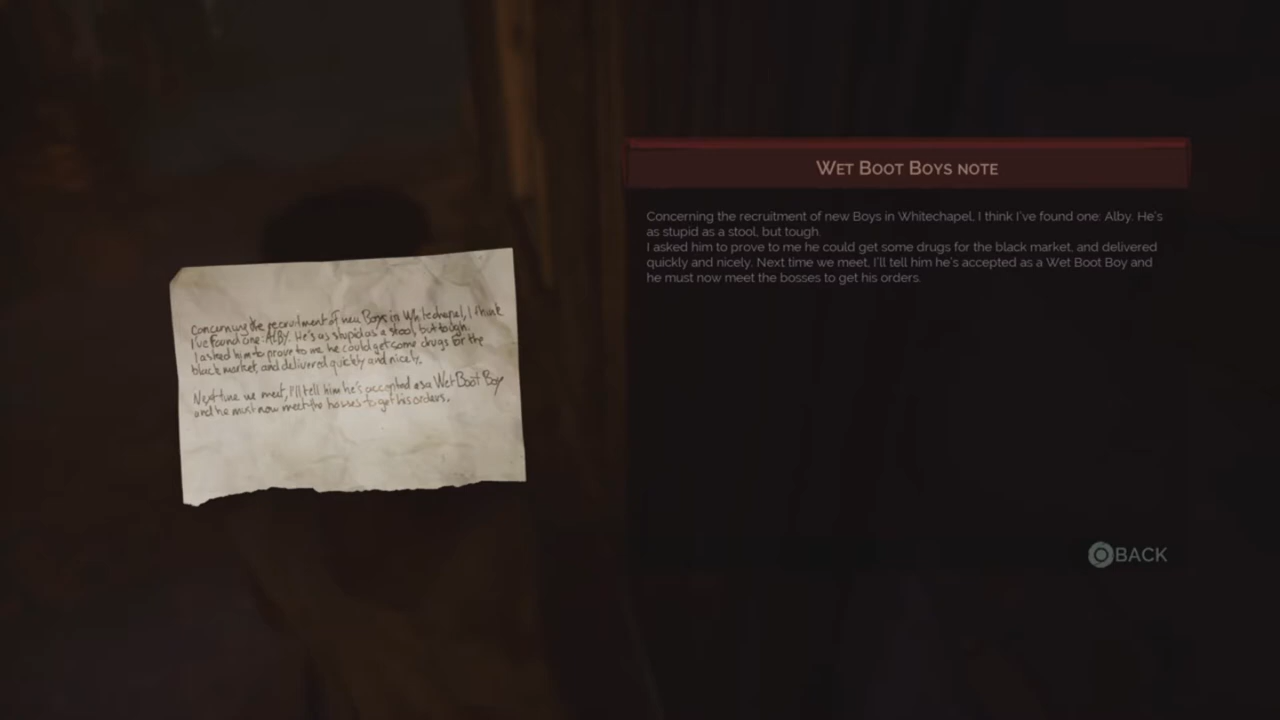 Concerning the recruitment of new Boys in Whitechapel, I think
I've found one: ALBY. He's as stupid as a stool, but tough.
I asked him to prove to me he could get some drugs for the
black market, and delivered quickly and nicely.
Next time we meet, I'll tell him he's accepted as a Wet Boot Boy
and he must now meet the bosses to get his orders.
WET BOOT BOYS NOTE
Concerning the recruitment of new Boys in Whitechapel, I think I've found one: Alby. He's
as stupid as a stool, but tough.
I asked him to prove to me he could get some drugs for the black market, and delivered
quickly and nicely. Next time we meet, I'll tell him he's accepted as a Wet Boot Boy and
he must now meet the bosses to get his orders.
BACK